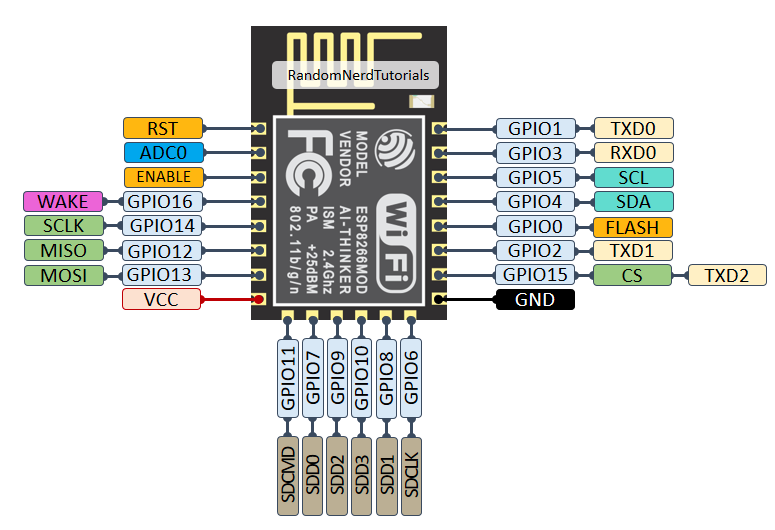 RandomNerdTutorials
RST
ADC0
ENABLE
WAKE GPIO16
SCLK GPIO14
MISO GPIO12
MOSI GPIO13
VCC
FC
MODEL
VENDOR
ESP8266MOD
AI-THINKER
ISM 2.4Ghz
PA +25dBM
802.11b/g/n
WiFi
GPIO1 TXD0
GPIO3 RXD0
GPIO5 SCL
GPIO4 SDA
GPIO0 FLASH
GPIO2 TXD1
GPIO15 CS TXD2
GND
GPIO11 SDCMD
GPIO7 SDD0
GPIO9 SDD2
GPIO10 SDD3
GPIO8 SDD1
GPIO6 SDCLK